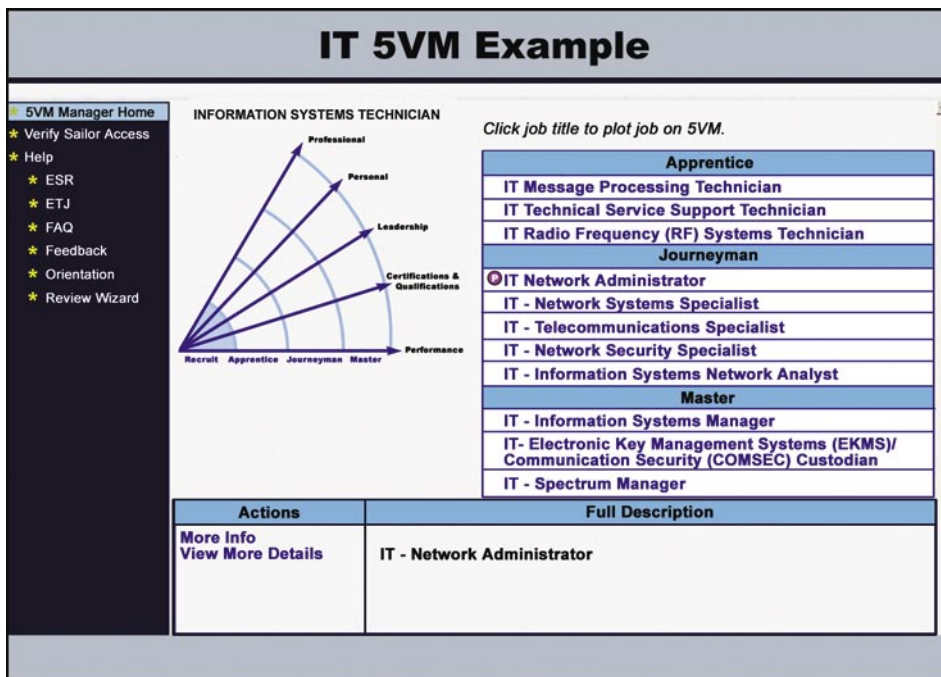 IT 5VM Example
* 5VM Manager Home
* Verify Sailor Access
* Help
* ESR
* ETJ
* FAQ
* Feedback
* Orientation
* Review Wizard
INFORMATION SYSTEMS TECHNICIAN
Professional
Personal
Leadership
Certifications &
Qualifications
Performance
Recruit Apprentice Journeyman Master
Click job title to plot job on 5VM.
Apprentice
IT Message Processing Technician
IT Technical Service Support Technician
IT Radio Frequency (RF) Systems Technician
Journeyman
P IT Network Administrator
IT - Network Systems Specialist
IT - Telecommunications Specialist
IT - Network Security Specialist
IT - Information Systems Network Analyst
Master
IT - Information Systems Manager
IT- Electronic Key Management Systems (EKMS)/
Communication Security (COMSEC) Custodian
IT - Spectrum Manager
Actions
More Info
View More Details
Full Description
IT - Network Administrator